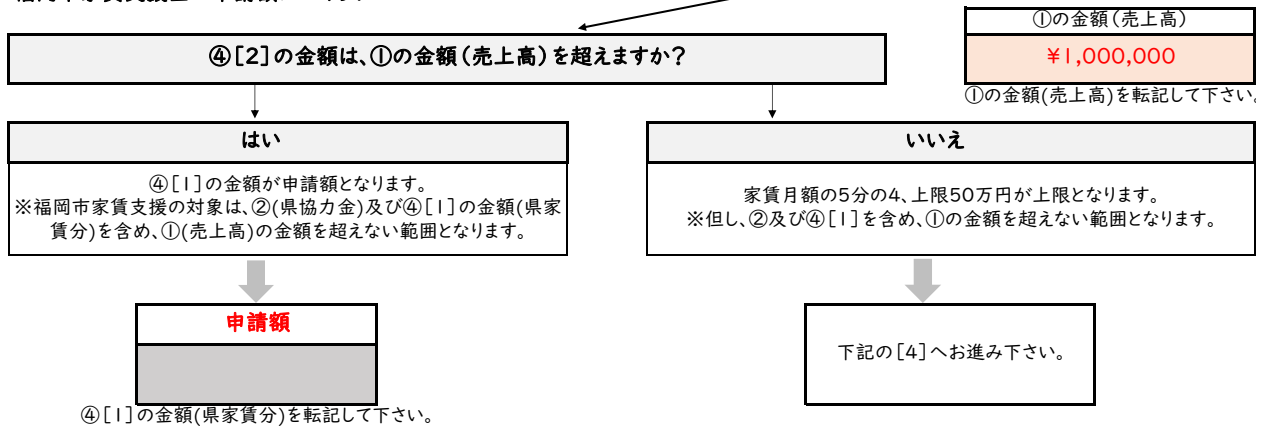 ①の金額(売上高)
④[2]の金額は、①の金額(売上高)を超えますか?
¥1,000,000
①の金額(売上高)を転記して下さい。
はい
いいえ
④[1]の金額が申請額となります。
※福岡市家賃支援の対象は、②(県協力金)及び④[1]の金額(県家
賃分)を含め、①(売上高)の金額を超えない範囲となります。
家賃月額の5分の4、上限50万円が上限となります。
※但し、②及び④[1]を含め、①の金額を超えない範囲となります。
申請額
下記の[4]へお進み下さい。
④[1]の金額(県家賃分)を転記して下さい。